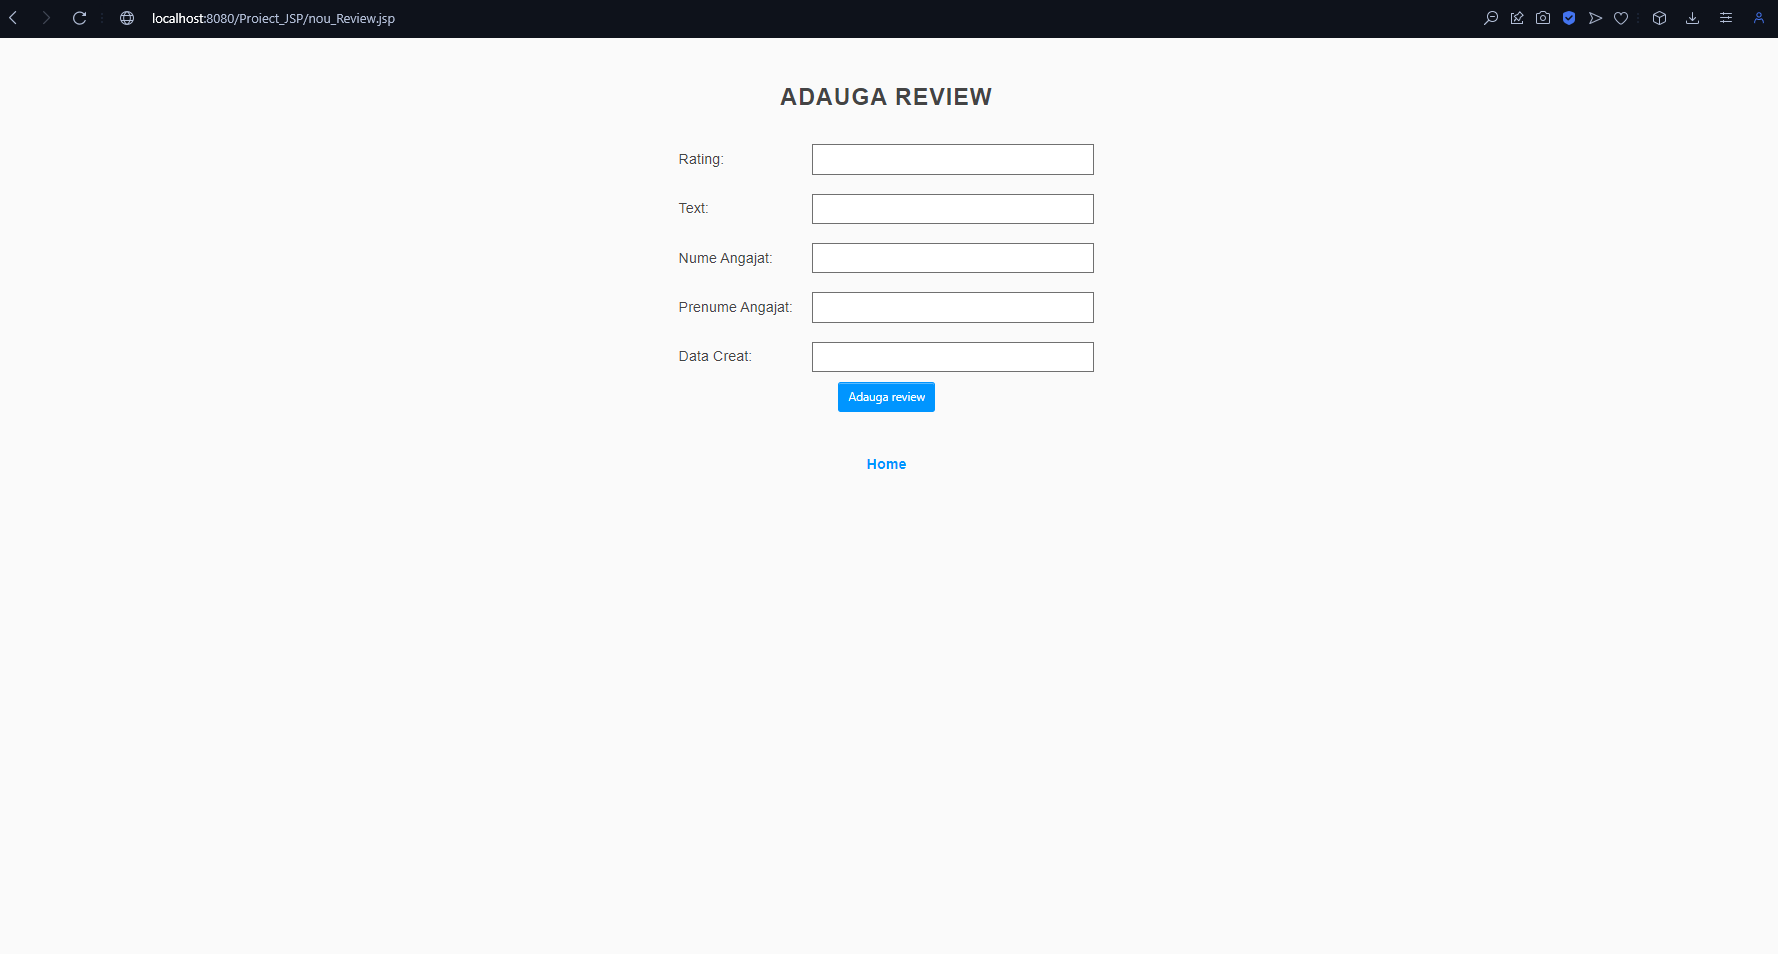 localhost:8080/Proiect_JSP/nou_Review.jsp
ADAUGA REVIEW
Rating:
Text:
Nume Angajat:
Prenume Angajat:
Data Creat:
Adauga review
Home